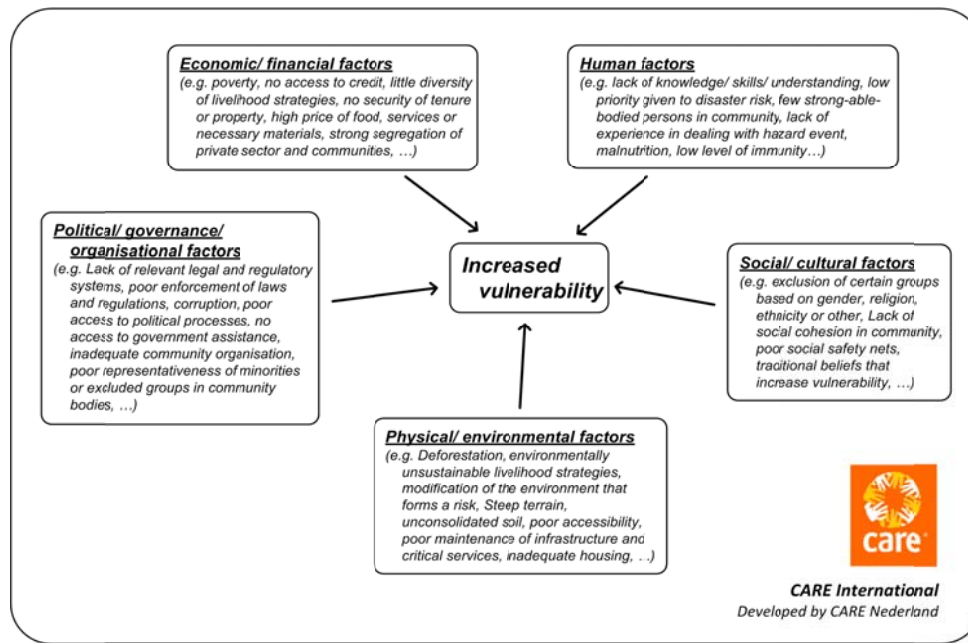 Economic/ financial factors
(e.g. poverty, no access to credit, little diversity
of livelihood strategies, no security of tenure
or property, high price of food, services or
necessary materials, strong segregation of
private sector and communities, …)
Human factors
(e.g. lack of knowledge/ skills/ understanding, low
priority given to disaster risk, few strong-able-
bodied persons in community, lack of
experience in dealing with hazard event,
malnutrition, low level of immunity…)
Political/ governance/
organisational factors
(e.g. Lack of relevant legal and regulatory
systems, poor enforcement of laws
and regulations, corruption, poor
access to political processes, no
access to government assistance,
inadequate community organisation,
poor representativeness of minorities
or excluded groups in community
bodies, …)
Increased
vulnerability
Social/ cultural factors
(e.g. exclusion of certain groups
based on gender, religion,
ethnicity or other, Lack of
social cohesion in community,
poor social safety nets,
traditional beliefs that
increase vulnerability, …)
Physical/ environmental factors
(e.g. Deforestation, environmentally
unsustainable livelihood strategies,
modification of the environment that
forms a risk, Steep terrain,
unconsolidated soil, poor accessibility,
poor maintenance of infrastructure and
critical services, inadequate housing, …)
care®
CARE International
Developed by CARE Nederland